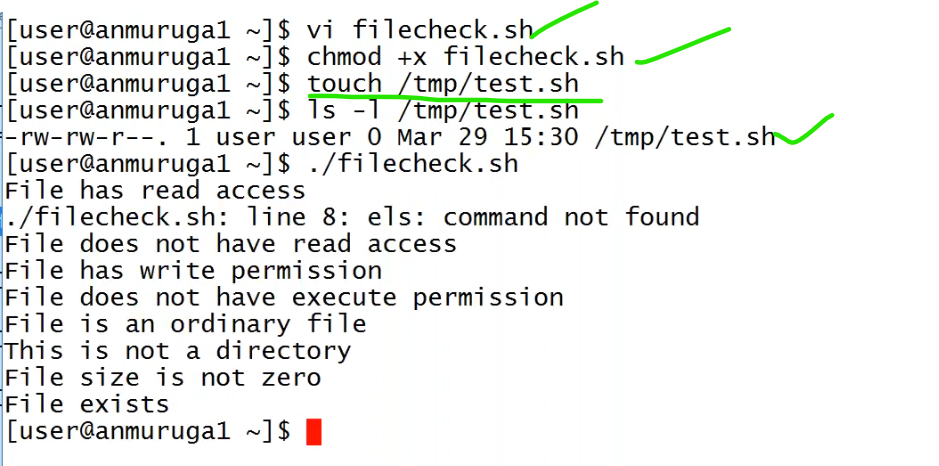 [user@anmuruga1 ~]$ vi filecheck.sh
[user@anmuruga1 ~]$ chmod +x filecheck.sh
[user@anmuruga1 ~]$ touch /tmp/test.sh
[user@anmuruga1 ~]$ ls -l /tmp/test.sh
-rw-rw-r--. 1 user user 0 Mar 29 15:30 /tmp/test.sh
[user@anmuruga1 ~]$ ./filecheck.sh
File has read access
./filecheck.sh: line 8: els: command not found
File does not have read access
File has write permission
File does not have execute permission
File is an ordinary file
This is not a directory
File size is not zero
File exists
[user@anmuruga1 ~]$